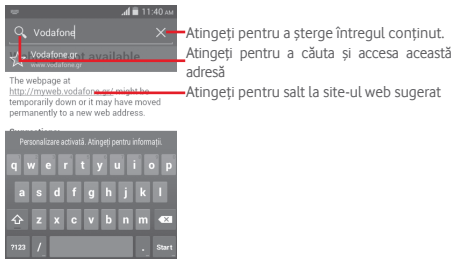 11:40 AM
Vodafone
Atingeți pentru a șterge întregul conținut.
Vodafone.gr
www.vodafone.gr
available
Atingeți pentru a căuta și accesa această
adresă
The webpage at
http://myweb.vodafone.gr/ might be
Atingeți pentru salt la site-ul web sugerat
temporarily down or it may have moved
permanently to a new web address.
Personalizare activată. Atingeți pentru informații.
q w e r t y u i o p
a s d f g h j k l
z x c v b n m
?123 / . Start